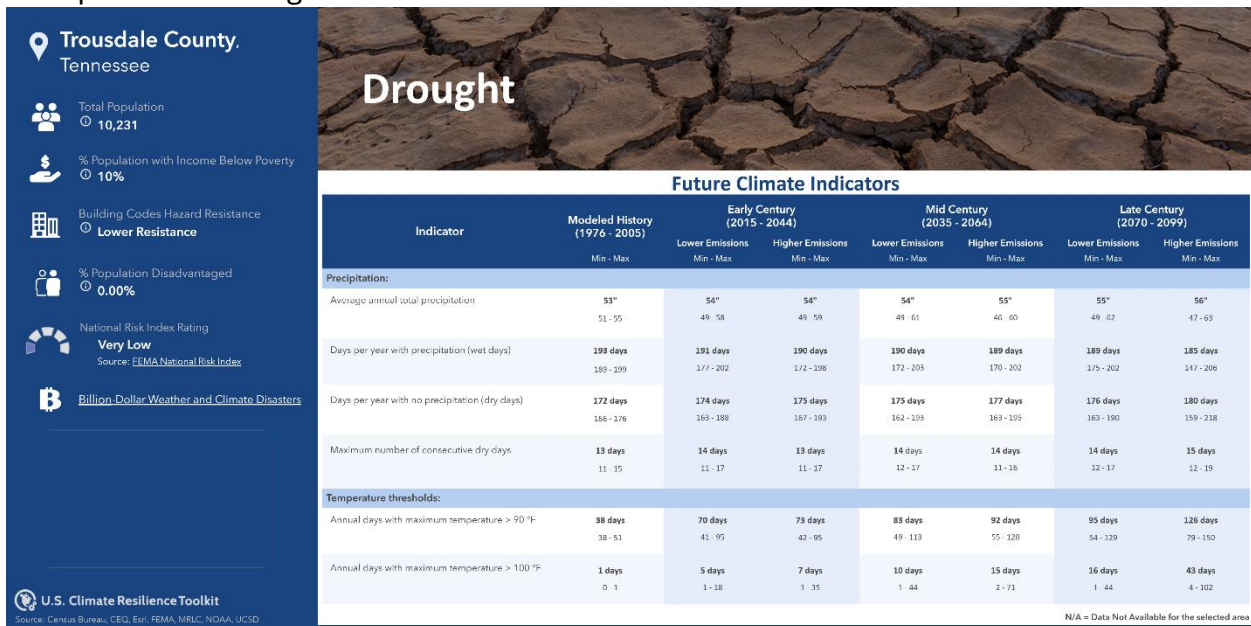 Trousdale County,
Tennessee
Total Population
10,231
% Population with Income Below Poverty
10%
Building Codes Hazard Resistance
Lower Resistance
% Population Disadvantaged
0.00%
National Risk Index Rating
Very Low
Source: FEMA National Risk Index
Billion-Dollar Weather and Climate Disasters
U.S. Climate Resilience Toolkit
Source: Census Bureau, CEQ, Esri, FEMA, MRLC, NOAA, UCSD
Drought
Future Climate Indicators
Indicator Modeled History (1976 - 2005) Early Century (2015 - 2044) Mid Century (2035 - 2064) Late Century (2070 - 2099)
Lower Emissions Higher Emissions Lower Emissions Higher Emissions Lower Emissions Higher Emissions
Min - Max Min - Max Min - Max Min - Max Min - Max Min - Max Min - Max
Precipitation:
Average annual total precipitation 53" 54" 54" 54" 55" 55" 56"
51 - 55 49 - 58 49 - 59 49 - 61 46 - 60 49 - 62 47 - 63
Days per year with precipitation (wet days) 193 days 191 days 190 days 190 days 189 days 189 days 185 days
189 - 199 177 - 202 172 - 198 172 - 203 170 - 202 175 - 202 147 - 206
Days per year with no precipitation (dry days) 172 days 174 days 175 days 175 days 177 days 176 days 180 days
166 - 176 163 - 188 167 - 193 162 - 193 163 - 195 163 - 190 159 - 218
Maximum number of consecutive dry days 13 days 14 days 13 days 14 days 14 days 14 days 15 days
11 - 15 11 - 17 11 - 17 12 - 17 11 - 16 12 - 17 12 - 19
Temperature thresholds:
Annual days with maximum temperature > 90 °F 38 days 70 days 73 days 83 days 92 days 95 days 126 days
38 - 51 41 - 95 42 - 95 49 - 113 55 - 120 54 - 129 79 - 150
Annual days with maximum temperature > 100 °F 1 days 5 days 7 days 10 days 15 days 16 days 43 days
0 - 1 1 - 18 1 - 35 1 - 44 2 - 71 1 - 44 4 - 102
N/A = Data Not Available for the selected area